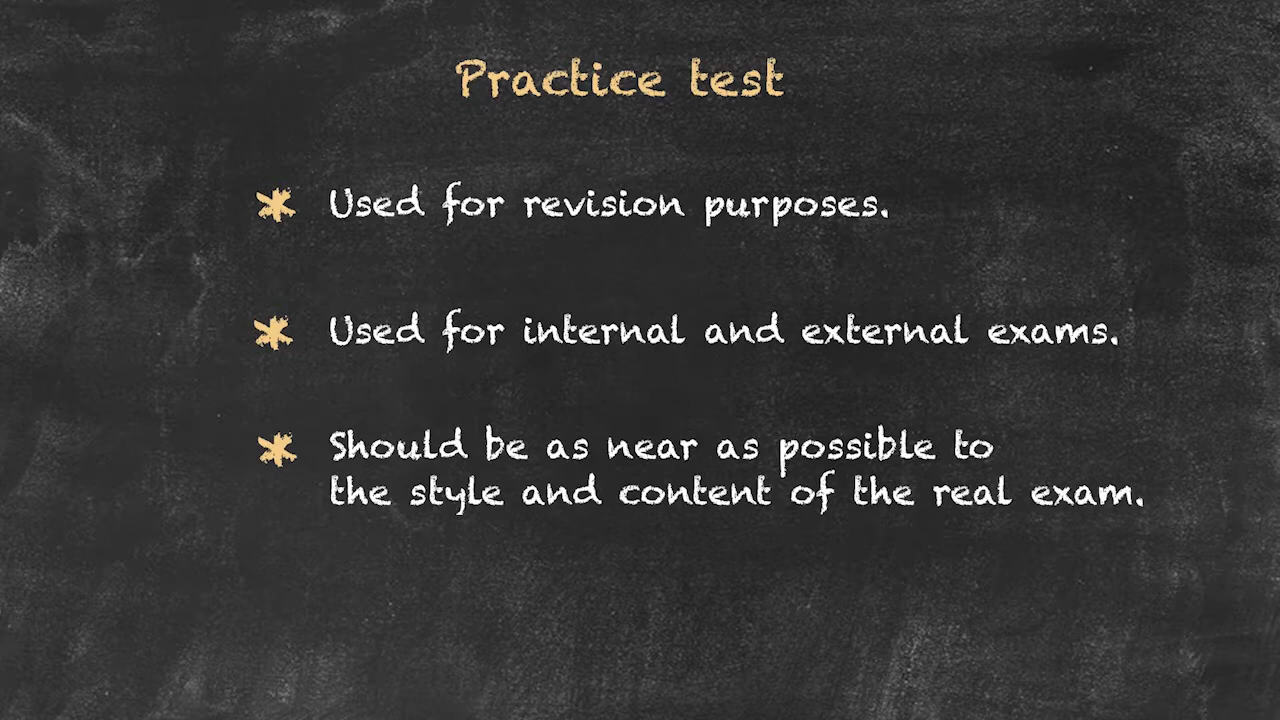 Practice test
* Used for revision purposes.
* Used for internal and external exams.
* Should be as near as possible to
the style and content of the real exam.